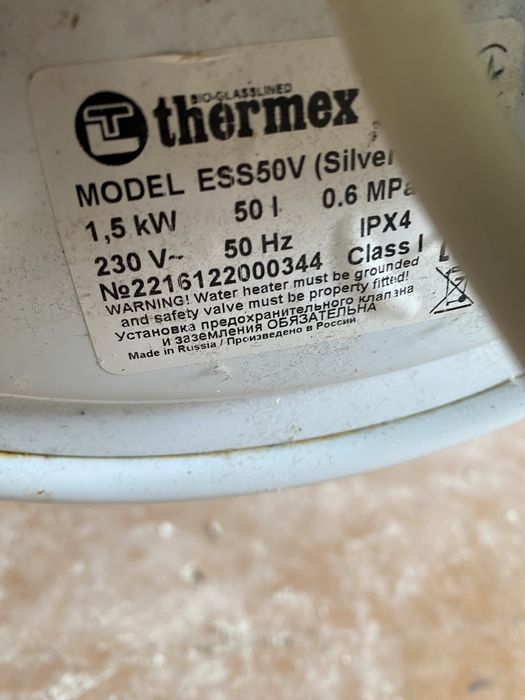 BIO-GLASSLINED
thermex
MODEL ESS50V (Silver
1,5 kW 50 l 0.6 MPa
230 V~ 50 Hz IPX4
№2216122000344 Class I
WARNING! Water heater must be grounded
and safety valve must be property fitted!
Установка предохранительного клапана
и заземления ОБЯЗАТЕЛЬНА
Made in Russia / Произведено в России